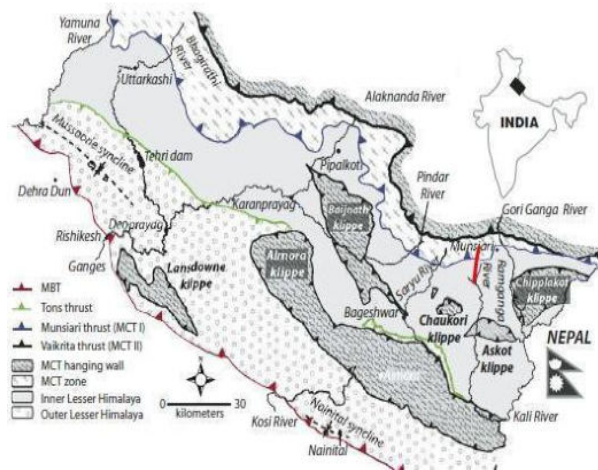 Yamuna
River
Bhagirathi
River
Uttarkashi
Alaknanda River
INDIA
Mussoorie syncline
Tehri dam
Pipalkoti
Pindar
River
Dehra Dun
Karanprayag
Baijnath
klippe
Gori Ganga River
Rishikesh
Devprayag
Munsiari
Ganges
Lansdowne
klippe
Almora
klippe
Saryu River
Ramganga
River
Chipplakot
klippe
MBT
Tons thrust
Munsiari thrust (MCT I)
Vaikrita thrust (MCT II)
MCT hanging wall
MCT zone
Inner Lesser Himalaya
Outer Lesser Himalaya
Bageshwar
Chaukori
klippe
Askot
klippe
NEPAL
0 30
kilometers
Kosi River
Nainital syncline
Nainital
Kali River